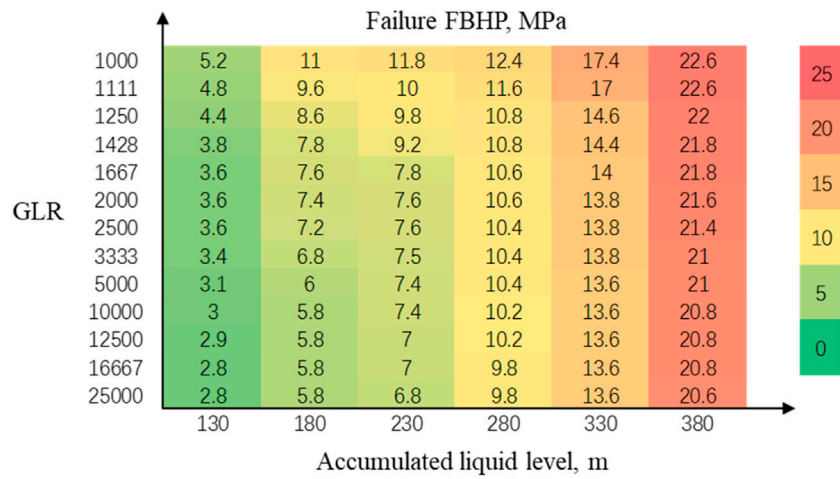 Failure FBHP, MPa
1000 5.2 11 11.8 12.4 17.4 22.6
1111 4.8 9.6 10 11.6 17 22.6
1250 4.4 8.6 9.8 10.8 14.6 22
1428 3.8 7.8 9.2 10.8 14.4 21.8
1667 3.6 7.6 7.8 10.6 14 21.8
2000 3.6 7.4 7.6 10.6 13.8 21.6
2500 3.6 7.2 7.6 10.4 13.8 21.4
3333 3.4 6.8 7.5 10.4 13.8 21
5000 3.1 6 7.4 10.4 13.6 21
10000 3 5.8 7.4 10.2 13.6 20.8
12500 2.9 5.8 7 10.2 13.6 20.8
16667 2.8 5.8 7 9.8 13.6 20.8
25000 2.8 5.8 6.8 9.8 13.6 20.6
130 180 230 280 330 380
GLR
Accumulated liquid level, m
25
20
15
10
5
0